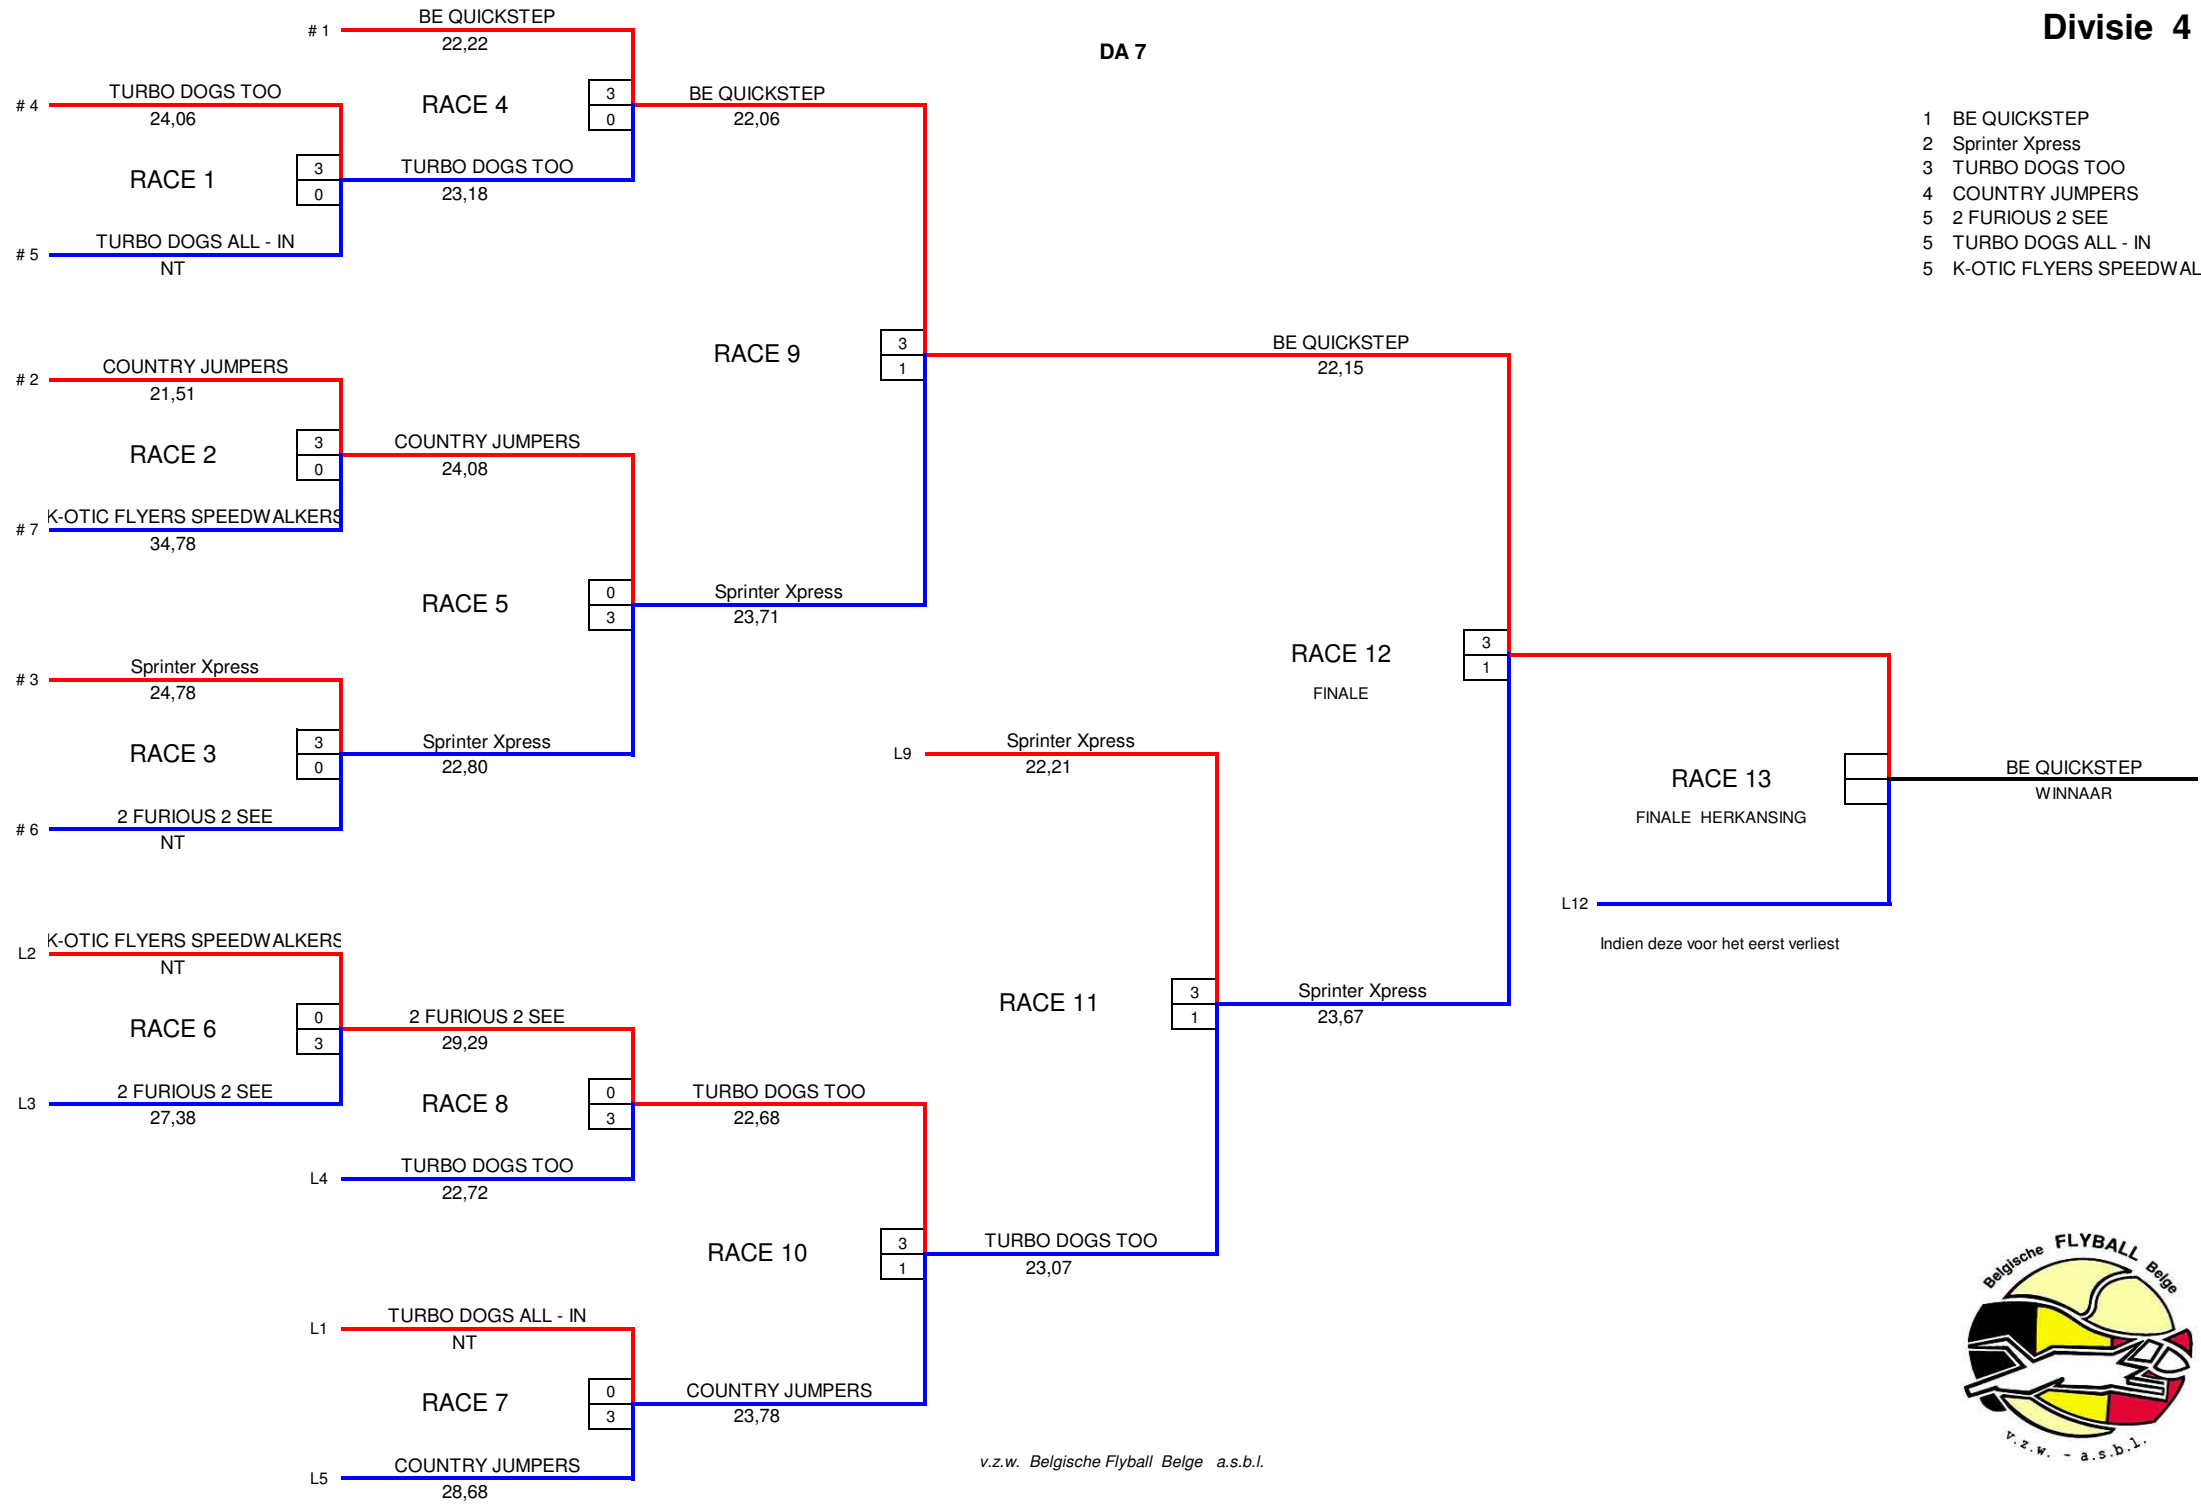 Divisie 4
DA 7
# 1
BE QUICKSTEP
22,22
# 4
TURBO DOGS TOO
24,06
RACE 4
3
0
BE QUICKSTEP
22,06
1 BE QUICKSTEP
2 Sprinter Xpress
3 TURBO DOGS TOO
4 COUNTRY JUMPERS
5 2 FURIOUS 2 SEE
5 TURBO DOGS ALL - IN
5 K-OTIC FLYERS SPEEDWAL
RACE 1
3
0
TURBO DOGS TOO
23,18
# 5
TURBO DOGS ALL - IN
NT
RACE 9
3
1
BE QUICKSTEP
22,15
# 2
COUNTRY JUMPERS
21,51
RACE 2
3
0
COUNTRY JUMPERS
24,08
# 7
K-OTIC FLYERS SPEEDWALKERS
34,78
RACE 5
0
3
Sprinter Xpress
23,71
# 3
Sprinter Xpress
24,78
RACE 12
FINALE
3
1
RACE 3
3
0
Sprinter Xpress
22,80
L9
Sprinter Xpress
22,21
RACE 13
FINALE HERKANSING
BE QUICKSTEP
WINNAAR
# 6
2 FURIOUS 2 SEE
NT
L12
Indien deze voor het eerst verliest
L2
K-OTIC FLYERS SPEEDWALKERS
NT
RACE 6
0
3
2 FURIOUS 2 SEE
29,29
RACE 11
3
1
Sprinter Xpress
23,67
L3
2 FURIOUS 2 SEE
27,38
RACE 8
0
3
TURBO DOGS TOO
22,68
L4
TURBO DOGS TOO
22,72
RACE 10
3
1
TURBO DOGS TOO
23,07
L1
TURBO DOGS ALL - IN
NT
RACE 7
0
3
COUNTRY JUMPERS
23,78
L5
COUNTRY JUMPERS
28,68
v.z.w. Belgische Flyball Belge a.s.b.l.
Belgische FLYBALL Belge
v.z.w. - a.s.b.l.